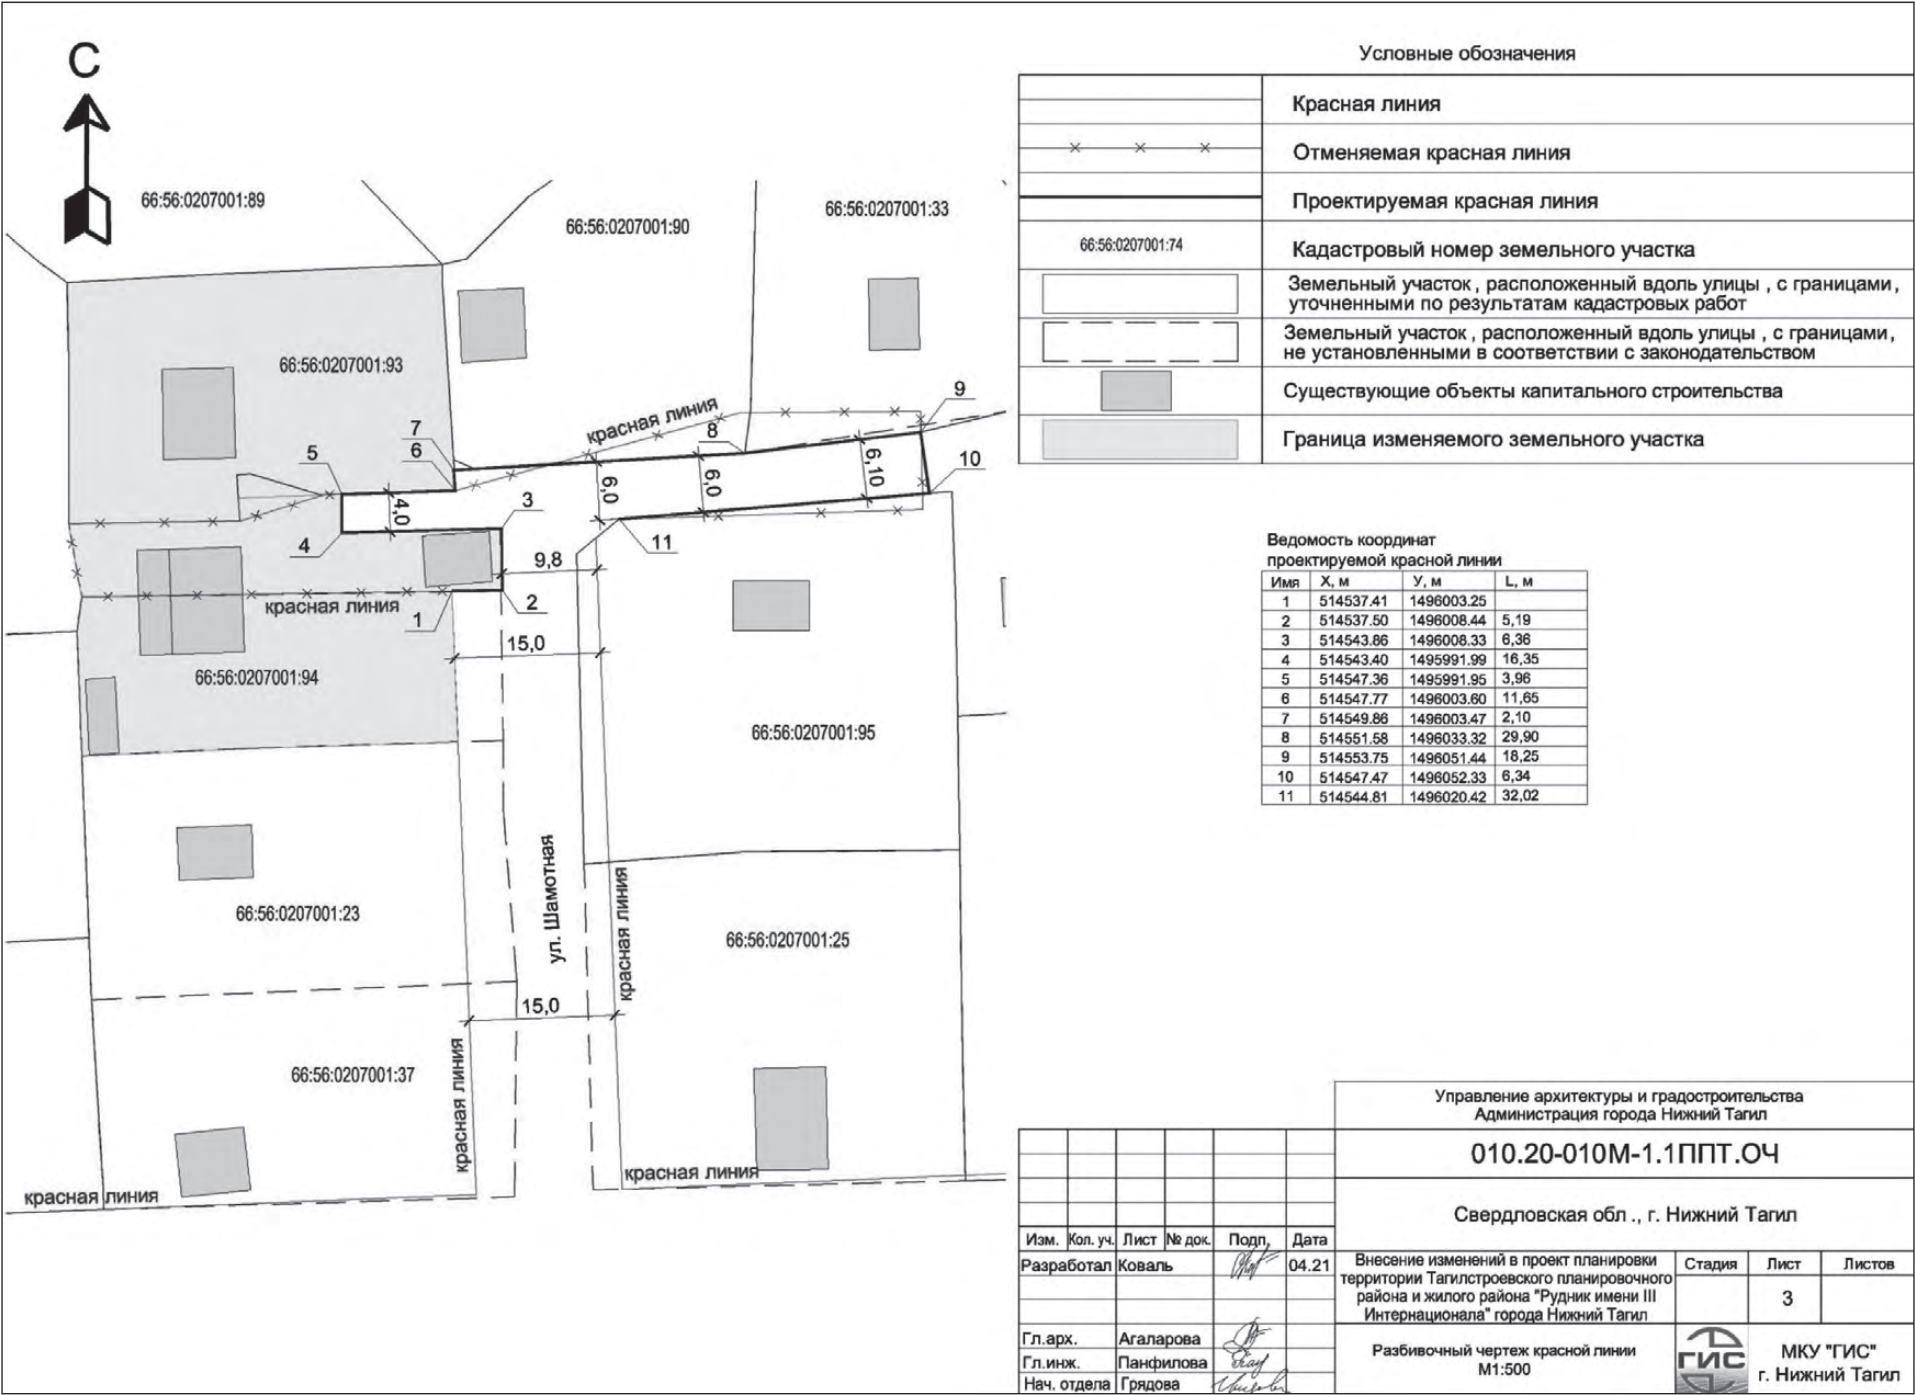 С
66:56:0207001:89
66:56:0207001:90
66:56:0207001:33
66:56:0207001:93
красная линия
9
8
7
6
5
10
6,10
6,0
6,0
4,0
3
4
11
9,8
красная линия
1
2
15,0
66:56:0207001:94
66:56:0207001:95
ул. Шамотная
красная линия
66:56:0207001:23
66:56:0207001:25
15,0
66:56:0207001:37
красная линия
красная линия
красная линия
Условные обозначения
Красная линия
Отменяемая красная линия
Проектируемая красная линия
66:56:0207001:74 Кадастровый номер земельного участка
Земельный участок , расположенный вдоль улицы , с границами,
уточненными по результатам кадастровых работ
Земельный участок , расположенный вдоль улицы , с границами,
не установленными в соответствии с законодательством
Существующие объекты капитального строительства
Граница изменяемого земельного участка
Ведомость координат
проектируемой красной линии
Имя X, м У, м L, м
1 514537.41 1496003.25
2 514537.50 1496008.44 5,19
3 514543.86 1496008.33 6,36
4 514543.40 1495991.99 16,35
5 514547.36 1495991.95 3,96
6 514547.77 1496003.60 11,65
7 514549.86 1496003.47 2,10
8 514551.58 1496033.32 29,90
9 514553.75 1496051.44 18,25
10 514547.47 1496052.33 6,34
11 514544.81 1496020.42 32,02
Управление архитектуры и градостроительства
Администрация города Нижний Тагил
010.20-010М-1.1ППТ.ОЧ
Свердловская обл ., г. Нижний Тагил
Изм. Кол. уч. Лист № док. Подп. Дата
Разработал Коваль 04.21
Внесение изменений в проект планировки
территории Тагилстроевского планировочного
района и жилого района "Рудник имени III
Интернационала" города Нижний Тагил
Стадия Лист Листов
3
Гл.арх. Агаларова
Гл.инж. Панфилова
Нач. отдела Грядова
Разбивочный чертеж красной линии
М1:500
ГИС
МКУ "ГИС"
г. Нижний Тагил